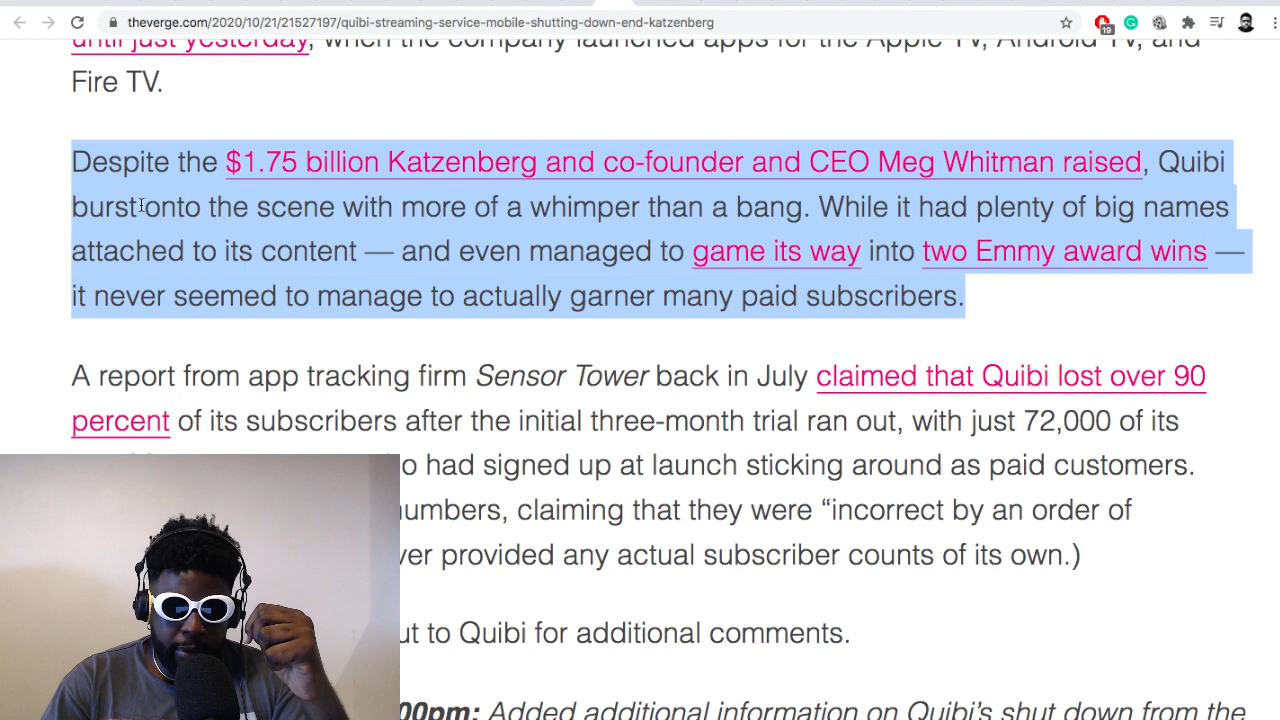 theverge.com/2020/10/21/21527197/quibi-streaming-service-mobile-shutting-down-end-katzenberg
19
until just yesterday, when the company launched apps for the Apple TV, Android TV, and
Fire TV.
Despite the $1.75 billion Katzenberg and co-founder and CEO Meg Whitman raised, Quibi
burst onto the scene with more of a whimper than a bang. While it had plenty of big names
attached to its content — and even managed to game its way into two Emmy award wins —
it never seemed to manage to actually garner many paid subscribers.
A report from app tracking firm Sensor Tower back in July claimed that Quibi lost over 90
percent of its subscribers after the initial three-month trial ran out, with just 72,000 of its
had signed up at launch sticking around as paid customers.
numbers, claiming that they were “incorrect by an order of
provided any actual subscriber counts of its own.)
to Quibi for additional comments.
00pm: Added additional information on Quibi’s shut down from the